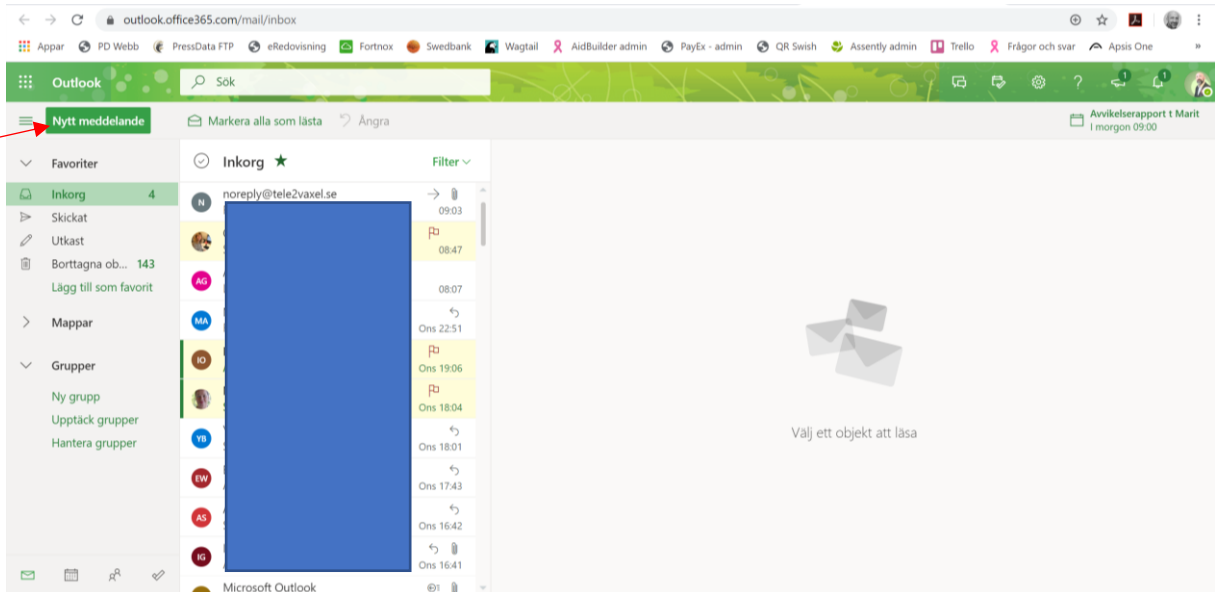 outlook.office365.com/mail/inbox
Appar PD Webb PressData FTP eRedovisning Fortnox Swedbank Wagtail AidBuilder admin PayEx - admin QR Swish Assently admin Trello Frågor och svar Apsis One »
Outlook Sök ? 1 1
Nytt meddelande Markera alla som lästa Ångra Avvikelserapport t Marit
I morgon 09:00
Favoriter Inkorg ★ Filter
Inkorg 4
Skickat
Utkast
Borttagna ob... 143
Lägg till som favorit
Mappar
Grupper
Ny grupp
Upptäck grupper
Hantera grupper
N noreply@tele2vaxel.se
09:03
08:47
AG
08:07
MA
Ons 22:51
IO
Ons 19:06
Ons 18:04
YB
Ons 18:01
EW
Ons 17:43
AS
Ons 16:42
IG
Ons 16:41
Microsoft Outlook
Välj ett objekt att läsa